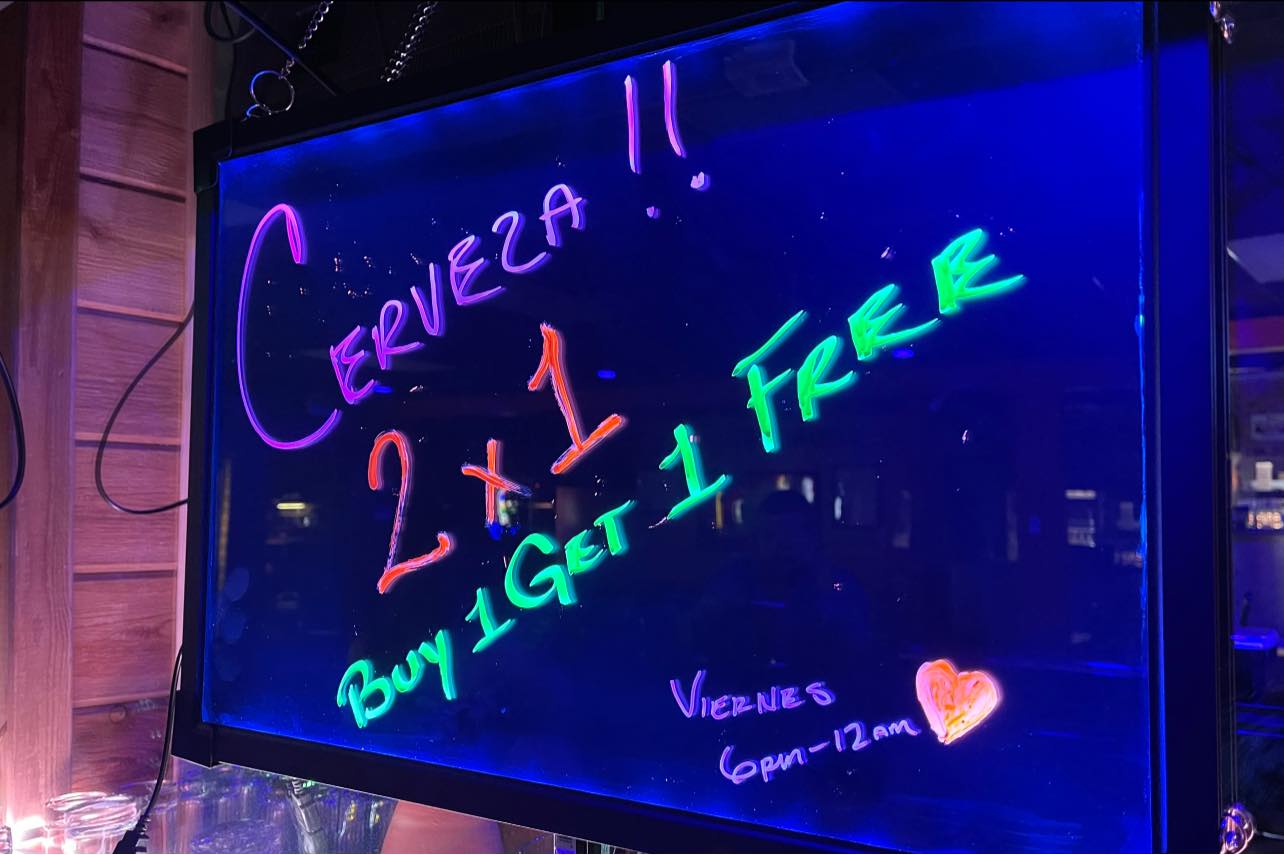 CERVEZA!!
2x1
BUY 1 GET 1 FREE
VIERNES
6pm-12am